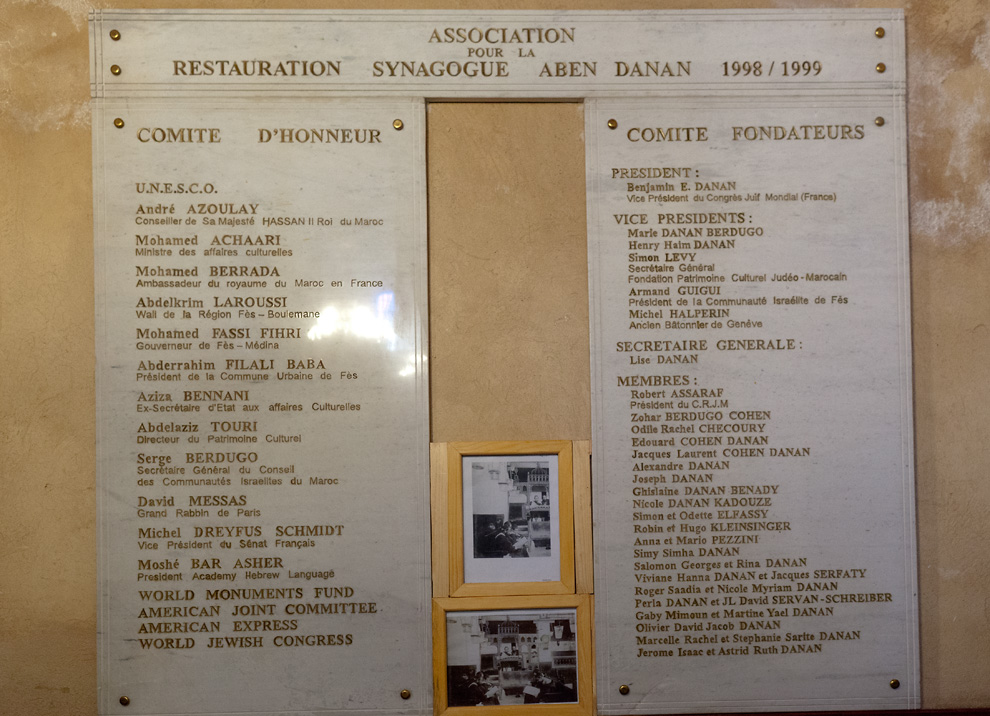 ASSOCIATION
POUR LA
RESTAURATION SYNAGOGUE ABEN DANAN 1998 / 1999
COMITE D'HONNEUR
U.N.E.S.C.O.
André AZOULAY
Conseiller de Sa Majesté HASSAN II Roi du Maroc
Mohamed ACHAARI
Ministre des affaires culturelles
Mohamed BERRADA
Ambassadeur du royaume du Maroc en France
Abdelkrim LAROUSSI
Wali de la Région Fès – Boulemane
Mohamed FASSI FIHRI
Gouverneur de Fès – Médina
Abderrahim FILALI BABA
Président de la Commune Urbaine de Fès
Aziza BENNANI
Ex-Secrétaire d'Etat aux affaires Culturelles
Abdelaziz TOURI
Directeur du Patrimoine Culturel
Serge BERDUGO
Secrétaire Général du Conseil
des Communautés Israelites du Maroc
David MESSAS
Grand Rabbin de Paris
Michel DREYFUS SCHMIDT
Vice Président du Sénat Français
Moshé BAR ASHER
President Academy Hebrew Language
WORLD MONUMENTS FUND
AMERICAN JOINT COMMITTEE
AMERICAN EXPRESS
WORLD JEWISH CONGRESS
COMITE FONDATEURS
PRESIDENT :
Benjamin E. DANAN
Vice Président du Congrès Juif Mondial (France)
VICE PRESIDENTS :
Marie DANAN BERDUGO
Henry Haim DANAN
Simon LEVY
Secrétaire Général
Fondation Patrimoine Culturel Judéo - Marocain
Armand GUIGUI
Président de la Communauté Israélite de Fés
Michel HALPERIN
Ancien Bâtonnier de Genéve
SECRETAIRE GENERALE :
Lise DANAN
MEMBRES :
Robert ASSARAF
Président du C.R.J.M
Zohar BERDUGO COHEN
Odile Rachel CHECOURY
Edouard COHEN DANAN
Jacques Laurent COHEN DANAN
Alexandre DANAN
Joseph DANAN
Ghislaine DANAN BENADY
Nicole DANAN KADOUZE
Simon et Odette ELFASSY
Robin et Hugo KLEINSINGER
Anna et Mario PEZZINI
Simy Simha DANAN
Salomon Georges et Rina DANAN
Viviane Hanna DANAN et Jacques SERFATY
Roger Saadia et Nicole Myriam DANAN
Perla DANAN et JL David SERVAN - SCHREIBER
Gaby Mimoun et Martine Yael DANAN
Olivier David Jacob DANAN
Marcelle Rachel et Stephanie Sarita DANAN
Jerome Isaac et Astrid Ruth DANAN